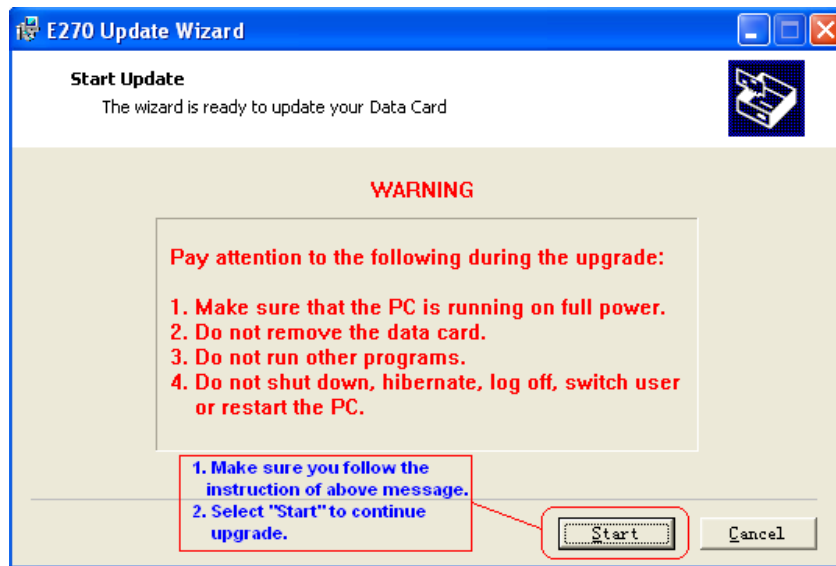 E270 Update Wizard
Start Update
The wizard is ready to update your Data Card
WARNING
Pay attention to the following during the upgrade:
1. Make sure that the PC is running on full power.
2. Do not remove the data card.
3. Do not run other programs.
4. Do not shut down, hibernate, log off, switch user
or restart the PC.
1. Make sure you follow the
instruction of above message.
2. Select "Start" to continue
upgrade.
Start
Cancel